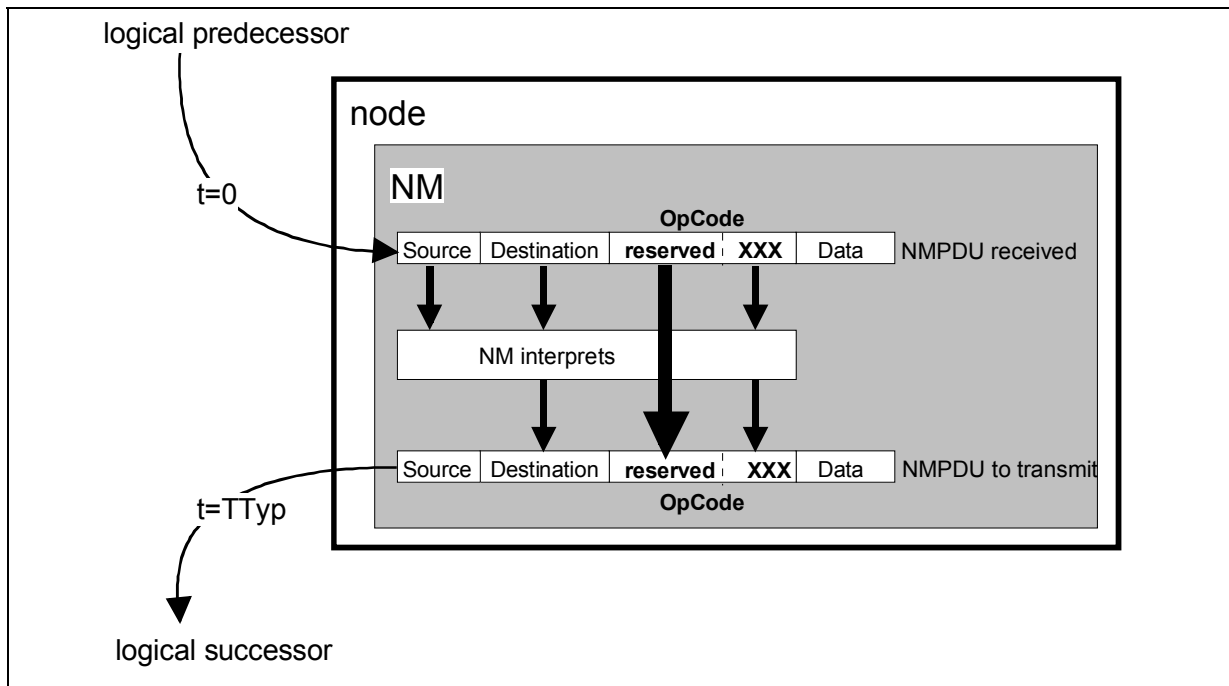 logical predecessor
node
t=0
NM
OpCode
Source Destination reserved XXX Data NMPDU received
NM interprets
Source Destination reserved XXX Data NMPDU to transmit
t=TTyp
OpCode
logical successor